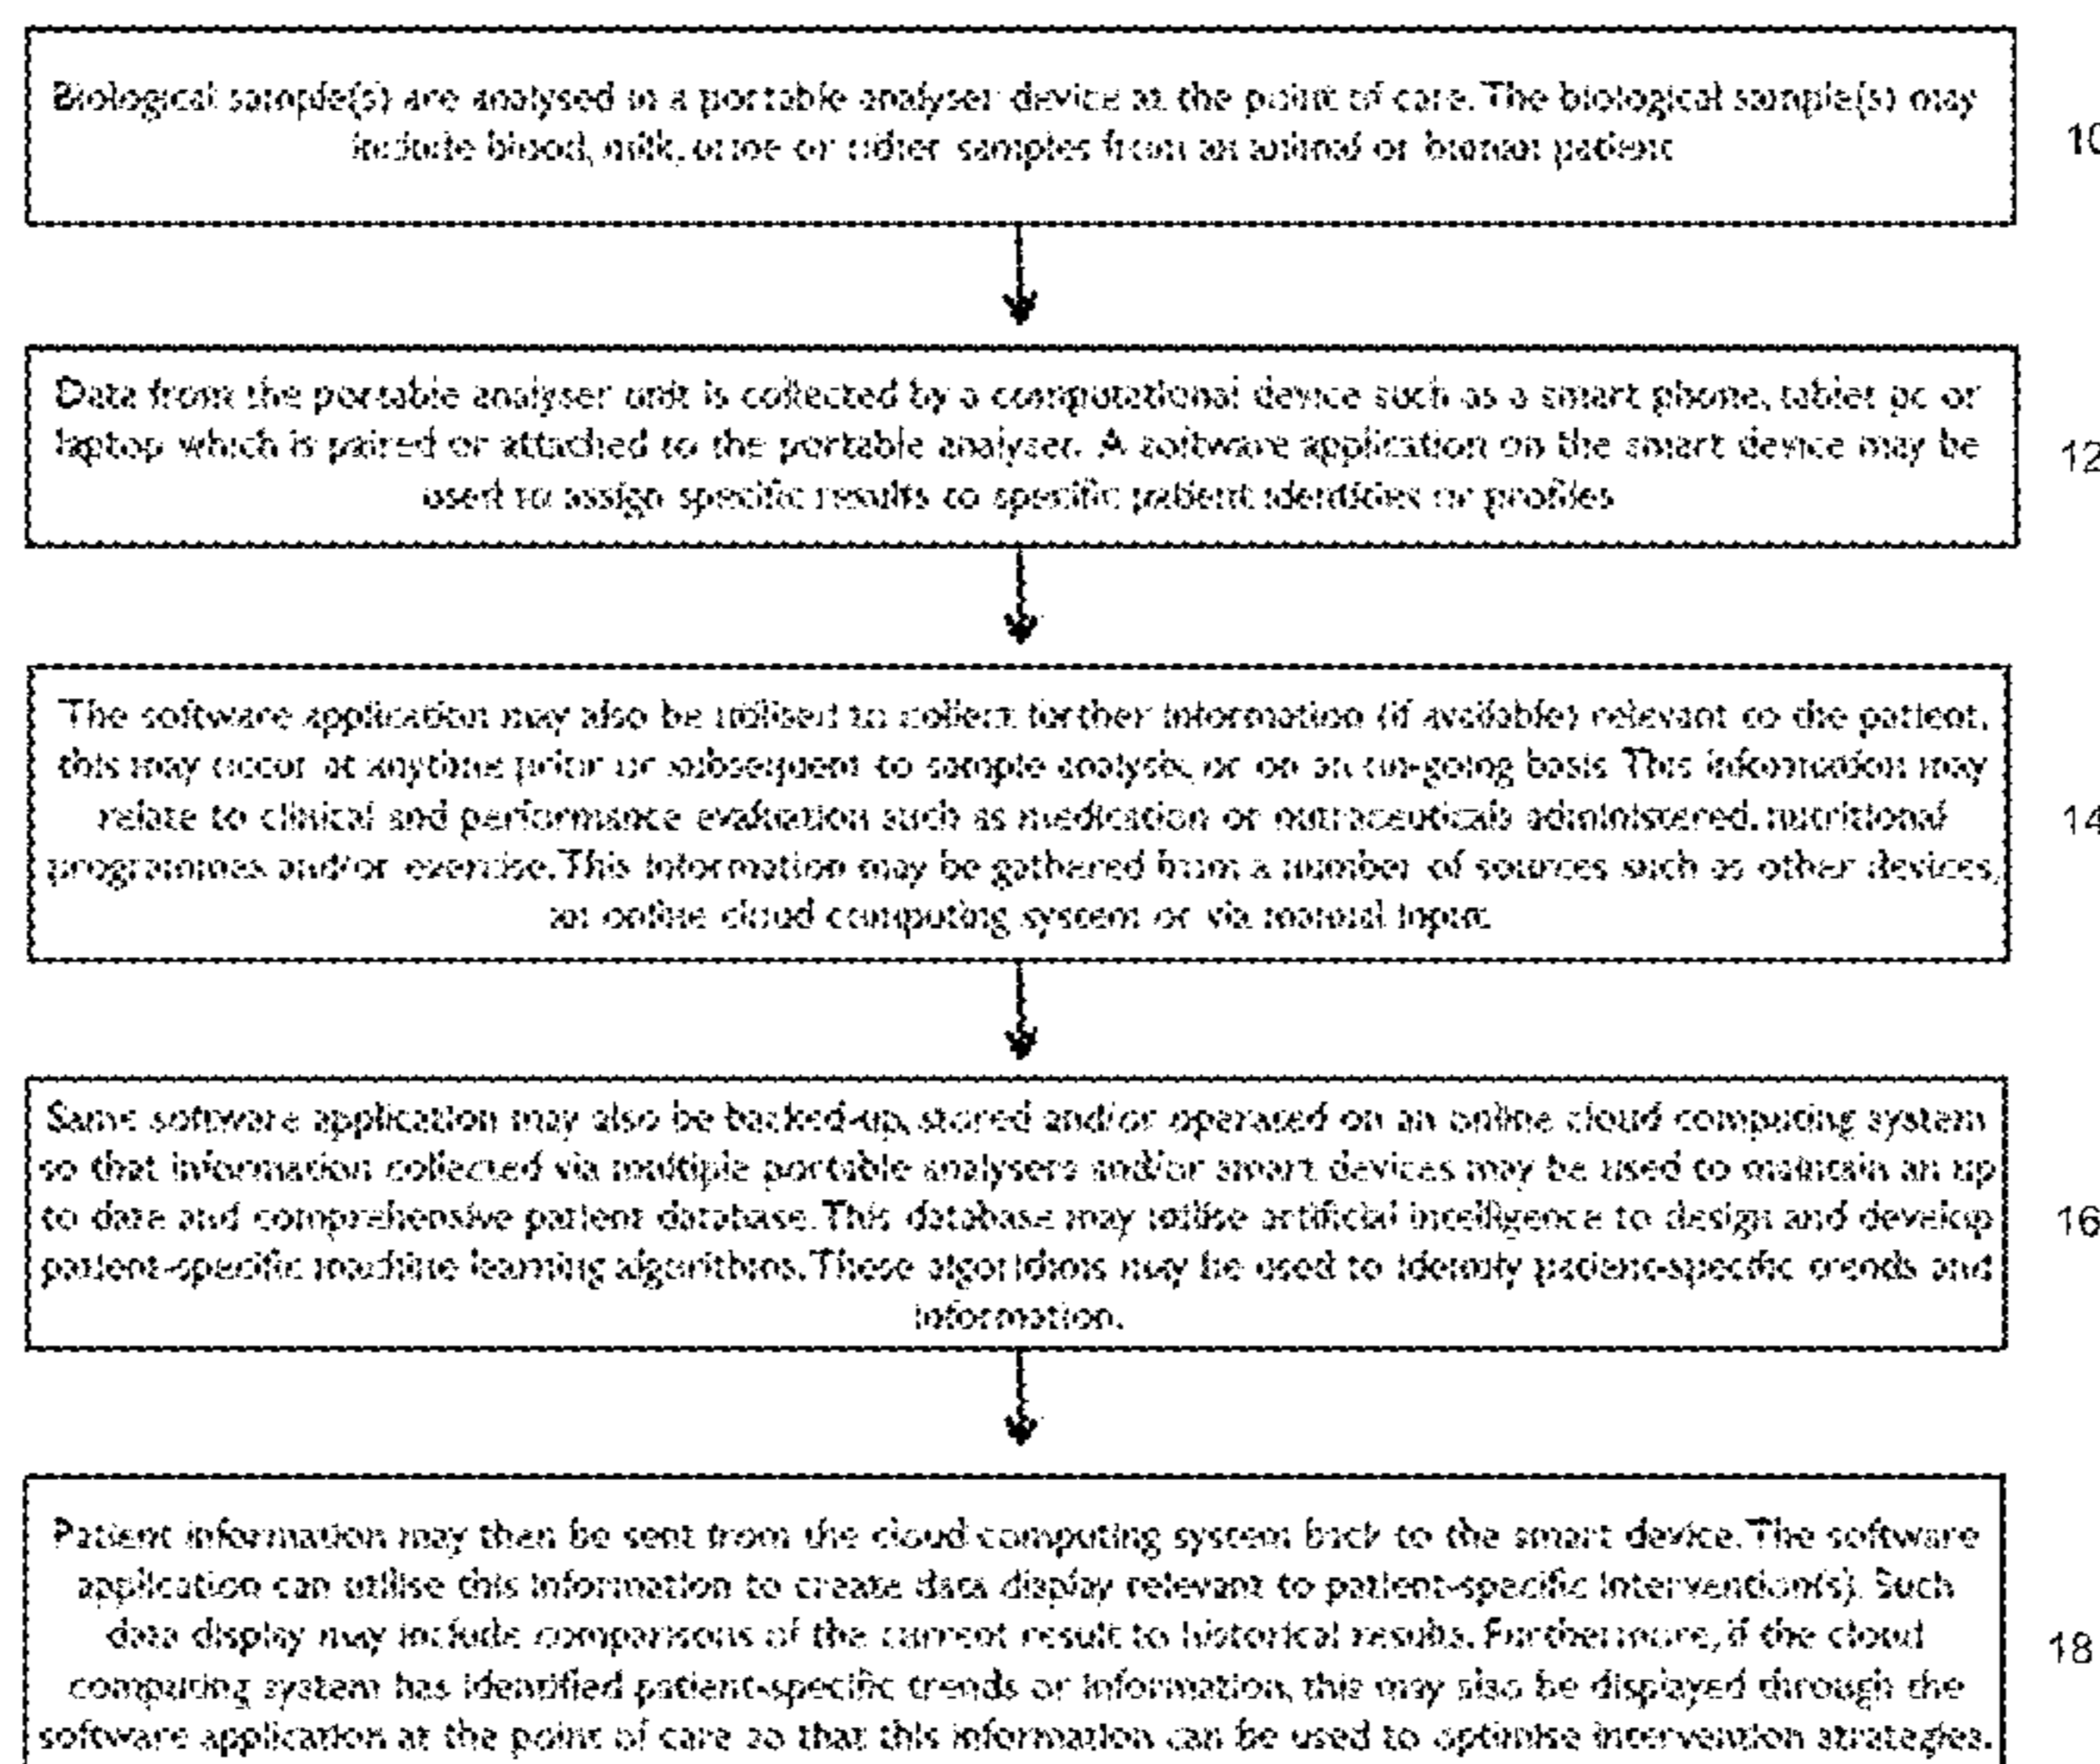 Biological sample(s) are analysed in a portable analyser device at the point of care. The biological sample(s) may
include blood, milk, urine or other samples from an animal or human patient
10
Data from the portable analyser unit is collected by a computational device such as a smart phone, tablet pc or
laptop which is paired or attached to the portable analyser. A software application on the smart device may be
used to assign specific results to specific patient identities or profiles
12
The software application may also be utilised to collect further information (if available) relevant to the patient,
this may occur at anytime prior or subsequent to sample analysis, or on an on-going basis. This information may
relate to clinical and performance evaluation such as medication or nutraceuticals administered, nutritional
programmes and/or exercise. This information may be gathered from a number of sources such as other devices,
an online cloud computing system or via manual input.
14
Same software application may also be backed-up, stored and/or operated on an online cloud computing system
so that information collected via multiple portable analysers and/or smart devices may be used to maintain an up
to date and comprehensive patient database. This database may utilise artificial intelligence to design and develop
patient-specific machine learning algorithms. These algorithms may be used to identify patient-specific trends and
information.
16
Patient information may then be sent from the cloud computing system back to the smart device. The software
application can utilise this information to create data display relevant to patient-specific intervention(s). Such
data display may include comparisons of the current result to historical results. Furthermore, if the cloud
computing system has identified patient-specific trends or information, this may also be displayed through the
software application at the point of care so that this information can be used to optimise intervention strategies.
18